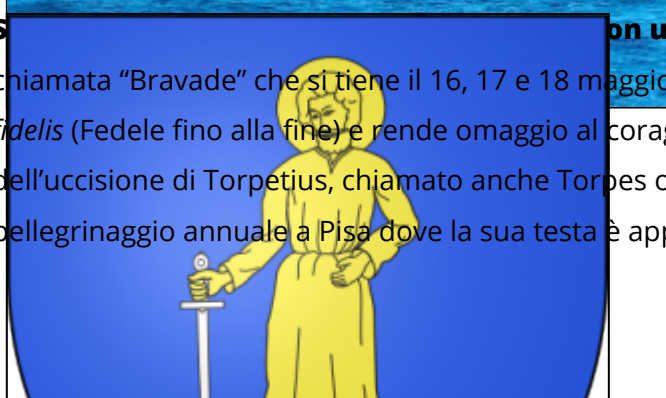 on u
chiamata “Bravade” che si tiene il 16, 17 e 18 maggio
fidelis (Fedele fino alla fine) e rende omaggio al corag
dell’uccisione di Torpetius, chiamato anche Torpes o
pellegrinaggio annuale a Pisa dove la sua testa è app